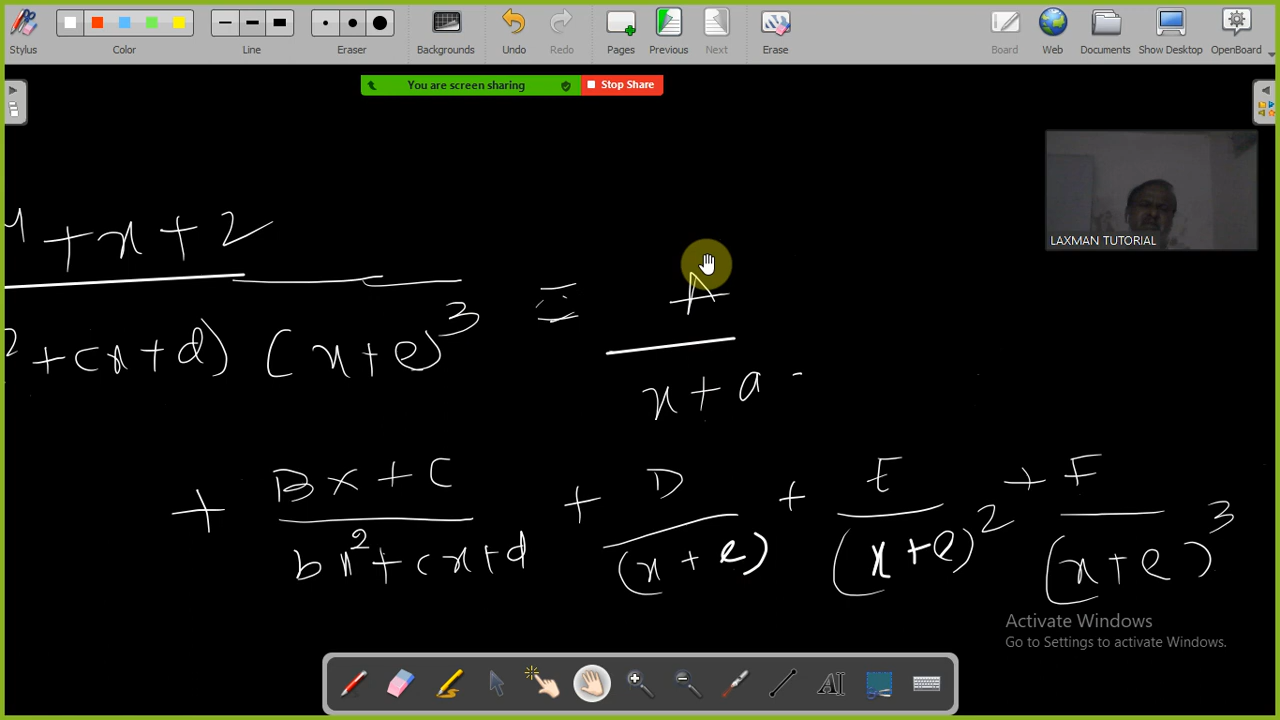 Stylus Color Line Eraser Backgrounds Undo Redo Pages Previous Next Erase Board Web Documents Show Desktop OpenBoard
You are screen sharing Stop Share
LAXMAN TUTORIAL
+x+2
≡ A
+cx+d) (x+e)^3
x+a
+ Bx+C + D + E + F
bx^2+cx+d (x+e) (x+e)^2 (x+e)^3
Activate Windows
Go to Settings to activate Windows.
AI